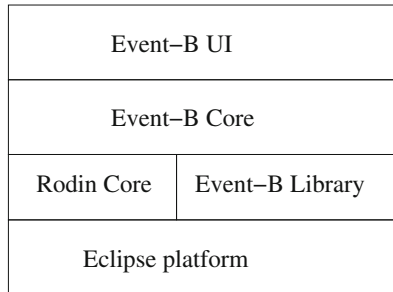 Event−B UI
Event−B Core
Rodin Core
Event−B Library
Eclipse platform